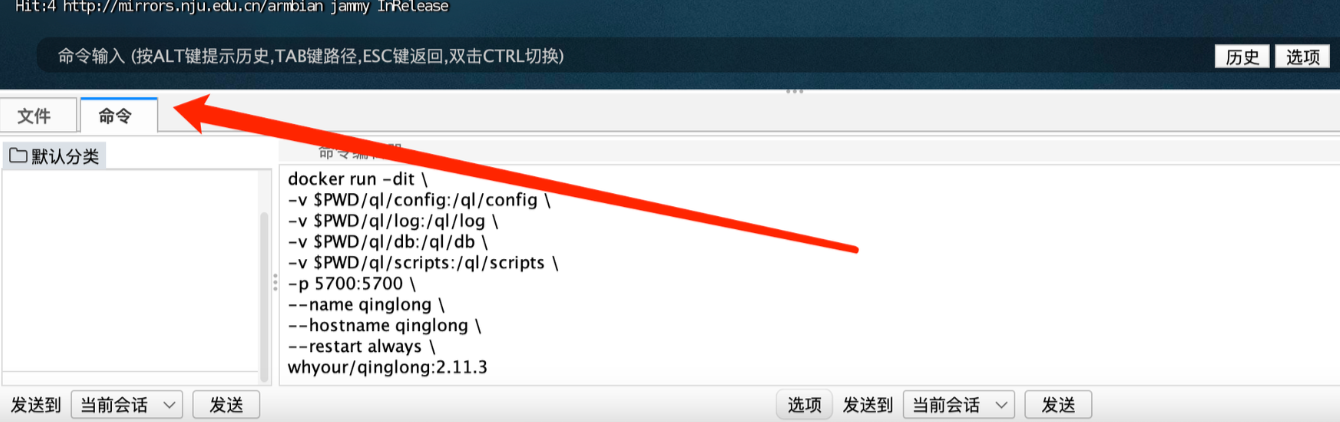 Hit:4 http://mirrors.nju.edu.cn/armbian jammy InRelease
命令输入 (按ALT键提示历史,TAB键路径,ESC键返回,双击CTRL切换)
历史 选项
文件 命令
默认分类
docker run -dit \
-v $PWD/ql/config:/ql/config \
-v $PWD/ql/log:/ql/log \
-v $PWD/ql/db:/ql/db \
-v $PWD/ql/scripts:/ql/scripts \
-p 5700:5700 \
--name qinglong \
--hostname qinglong \
--restart always \
whyour/qinglong:2.11.3
发送到 当前会话 发送 选项 发送到 当前会话 发送